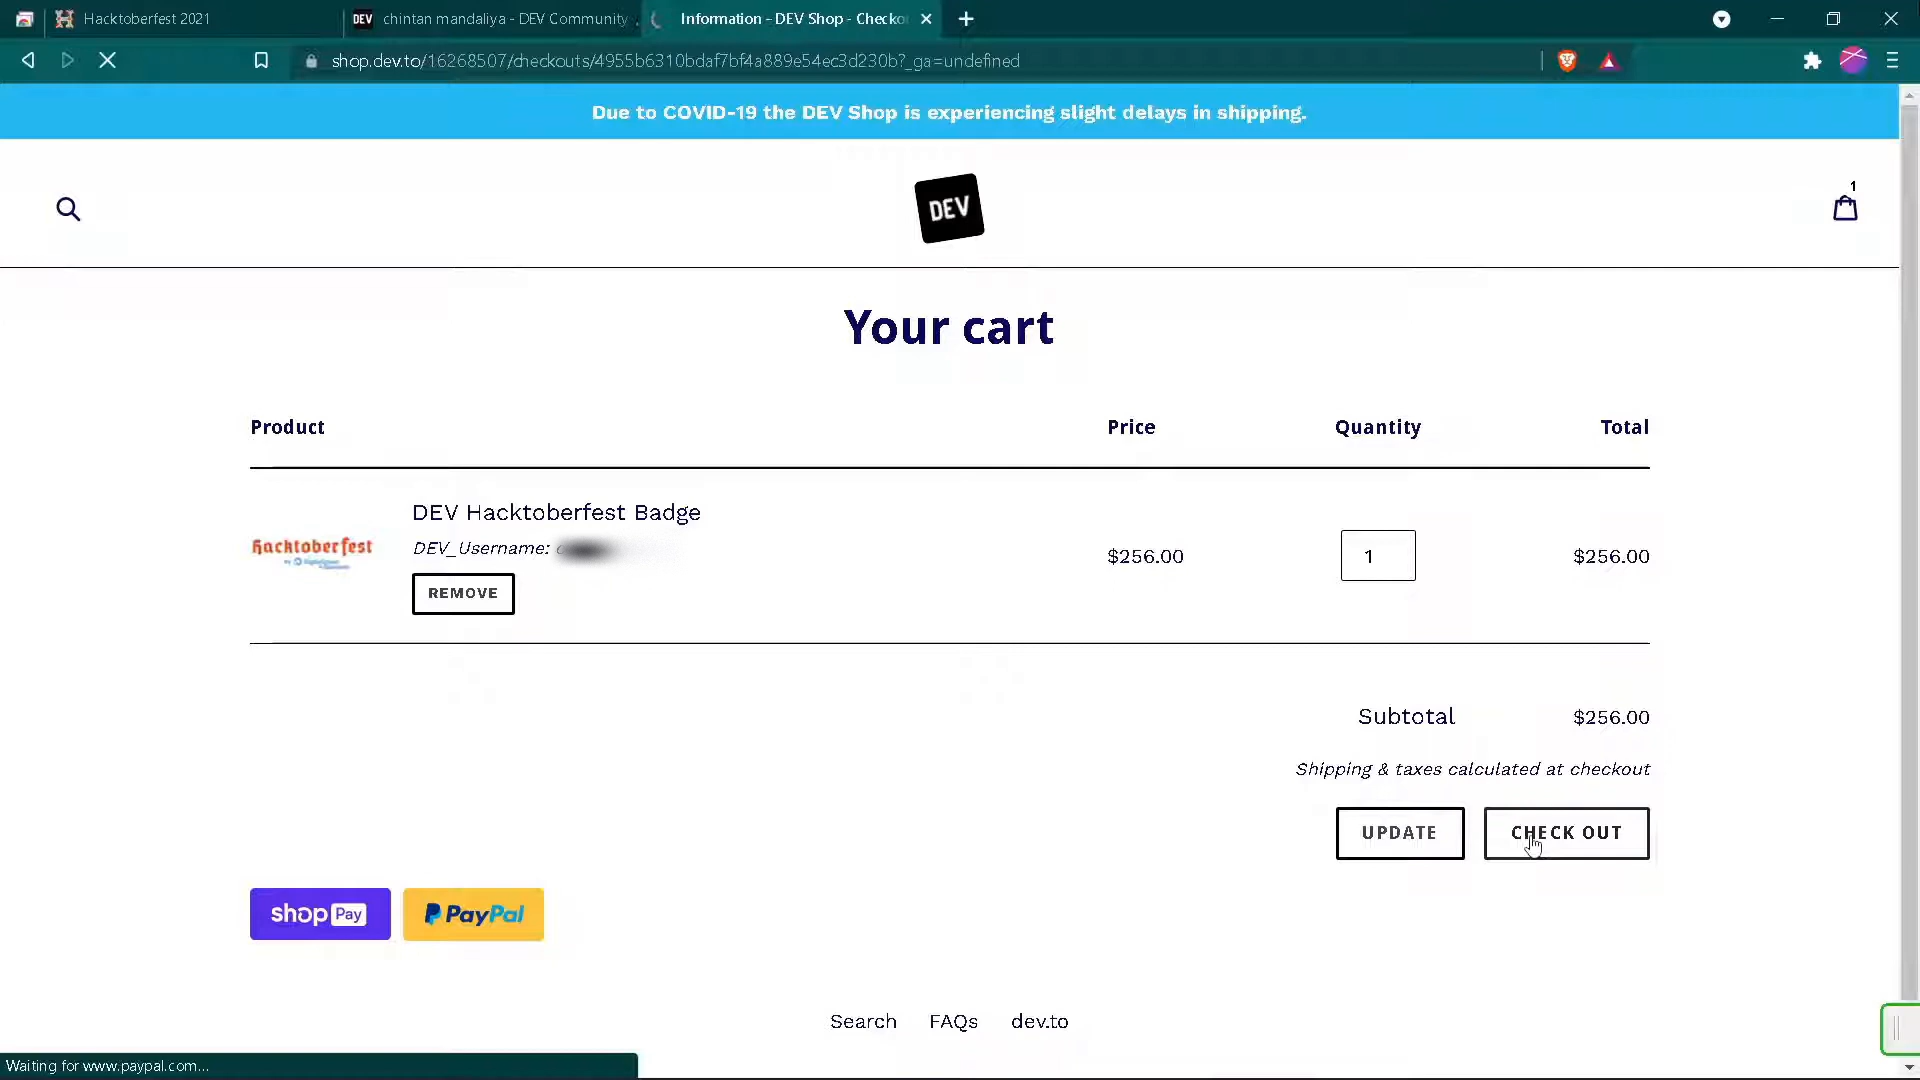 Hacktoberfest 2021
DEV chintan mandaliya - DEV Community
Information - DEV Shop - Checko
shop.dev.to/16268507/checkouts/4955b6310bdaf7bf4a889e54ec3d230b?_ga=undefined
Due to COVID-19 the DEV Shop is experiencing slight delays in shipping.
DEV
1
Your cart
Product Price Quantity Total
DEV Hacktoberfest Badge
hacktoberfest
DEV_Username:
$256.00 1 $256.00
REMOVE
Subtotal $256.00
Shipping & taxes calculated at checkout
UPDATE CHECK OUT
shop Pay PayPal
Search FAQs dev.to
Waiting for www.paypal.com...